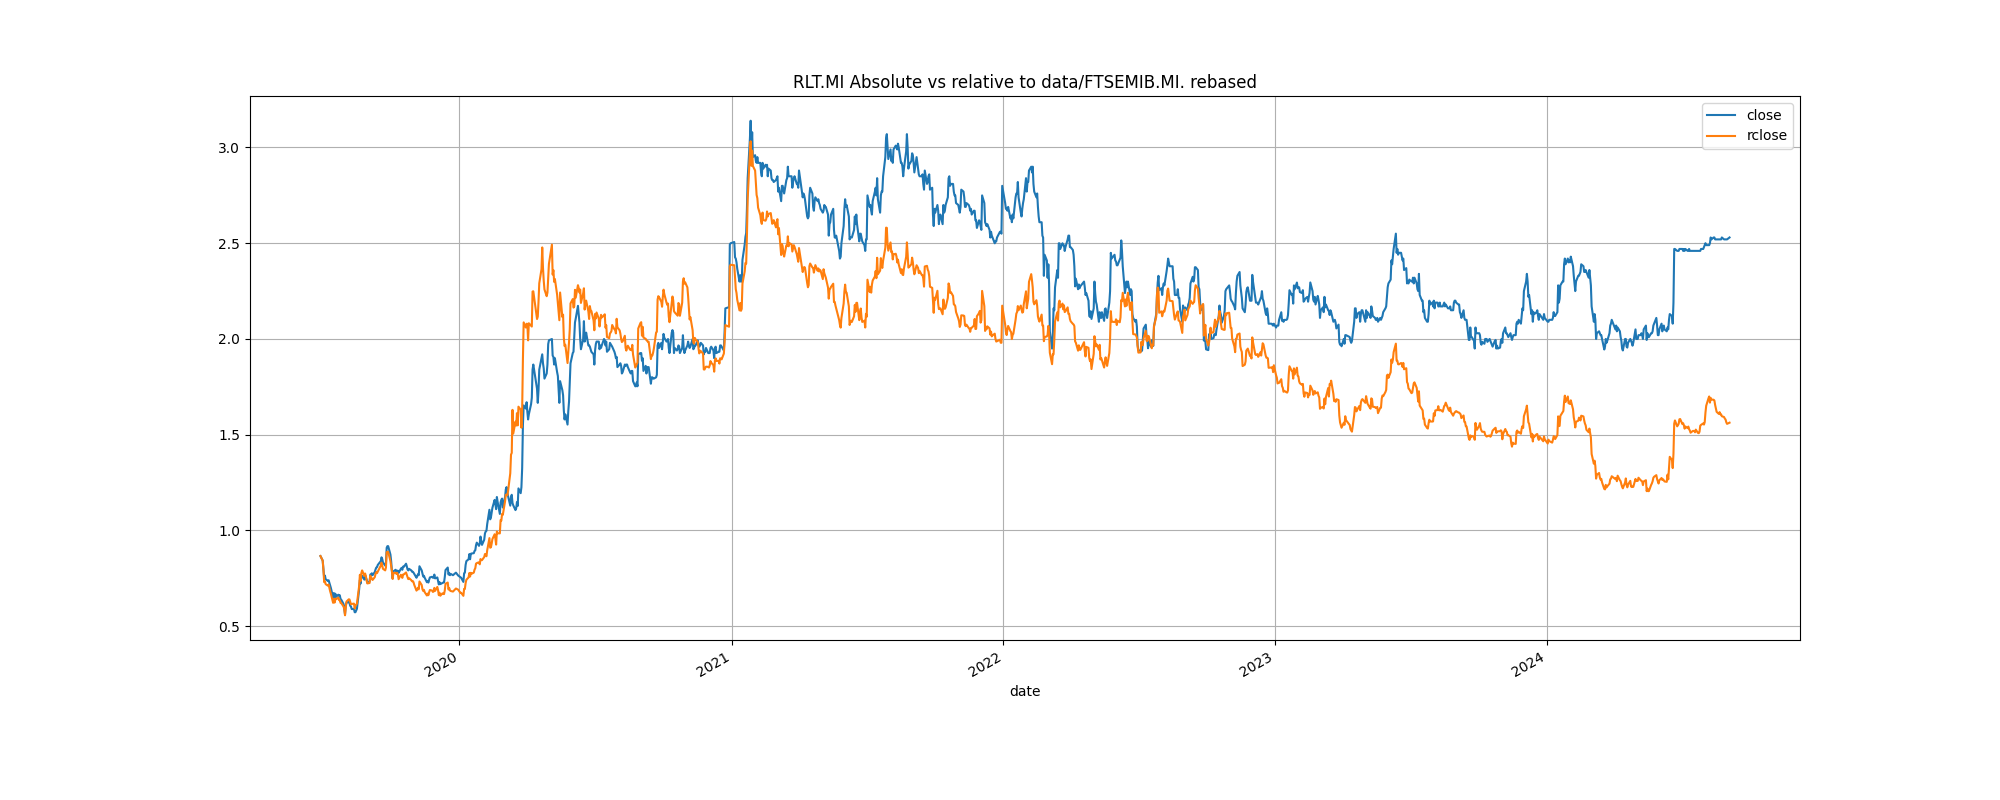 RLT.MI Absolute vs relative to data/FTSEMIB.MI. rebased
close
rclose
3.0
2.5
2.0
1.5
1.0
0.5
2020
2021
2022
2023
2024
date